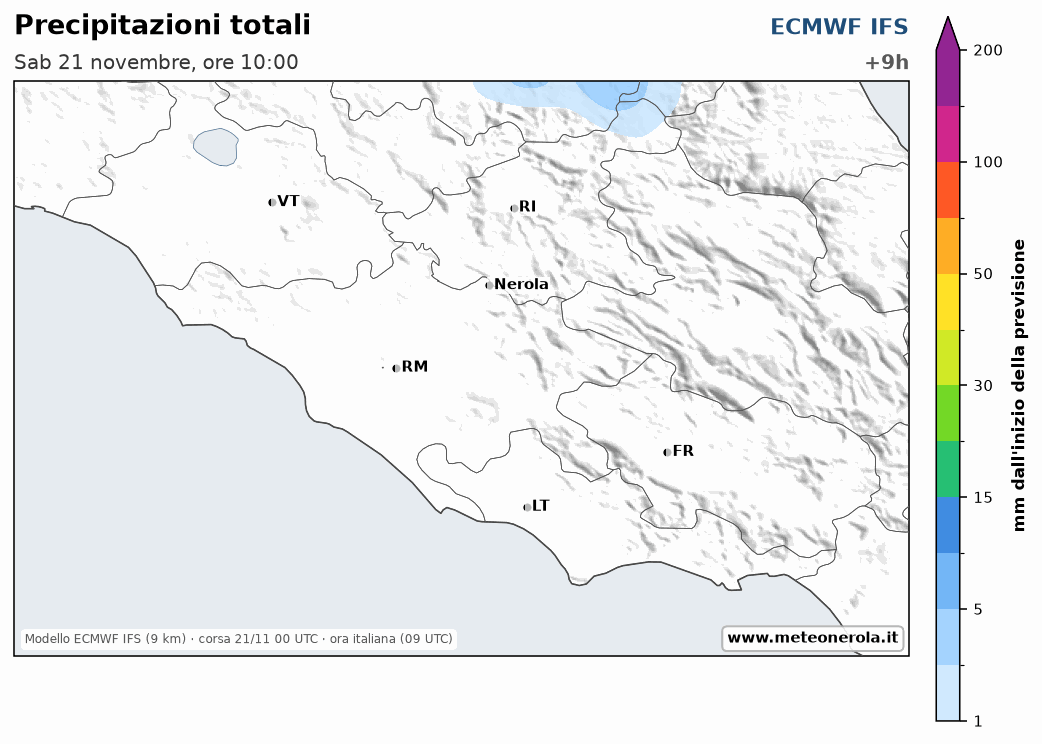 Precipitazioni totali
ECMWF IFS
Sab 21 novembre, ore 10:00
+9h
VT
RI
Nerola
RM
FR
LT
Modello ECMWF IFS (9 km) · corsa 21/11 00 UTC · ora italiana (09 UTC)
www.meteonerola.it
200
100
50
30
15
5
1
mm dall'inizio della previsione